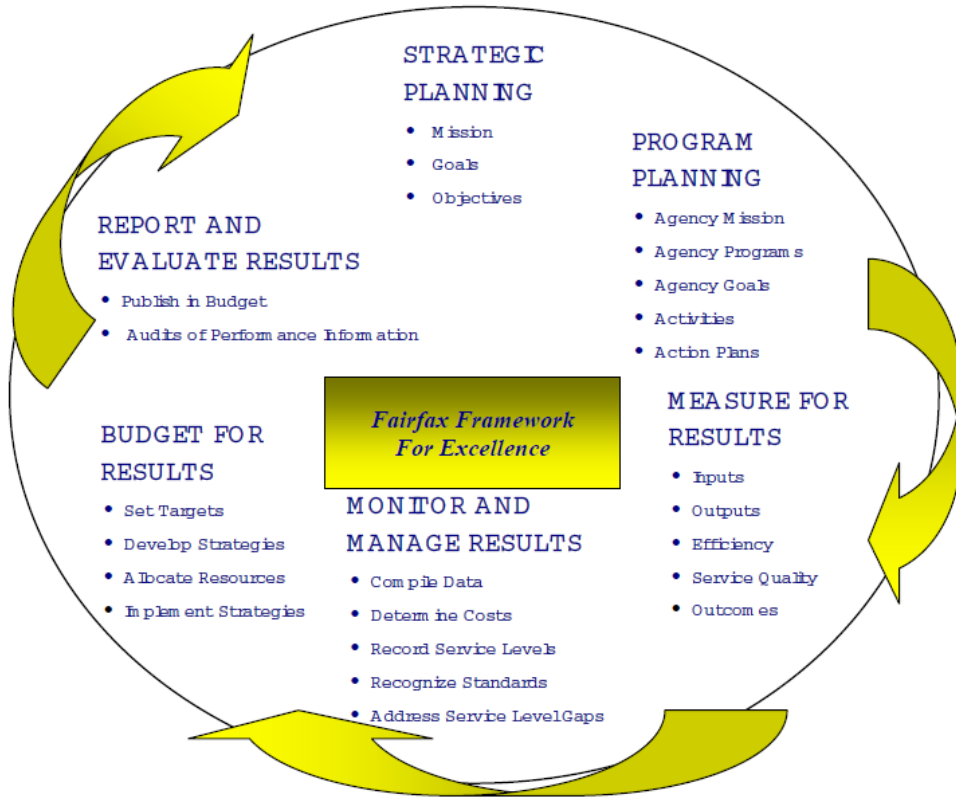 STRATEGIC
PLANNING
• Mission
• Goals
• Objectives
PROGRAM
PLANNING
• Agency Mission
• Agency Programs
• Agency Goals
• Activities
• Action Plans
MEASURE FOR
RESULTS
• Inputs
• Outputs
• Efficiency
• Service Quality
• Outcomes
MONITOR AND
MANAGE RESULTS
• Compile Data
• Determine Costs
• Record Service Levels
• Recognize Standards
• Address Service Level Gaps
BUDGET FOR
RESULTS
• Set Targets
• Develop Strategies
• Allocate Resources
• Implement Strategies
REPORT AND
EVALUATE RESULTS
• Publish in Budget
• Audits of Performance Information
Fairfax Framework
For Excellence